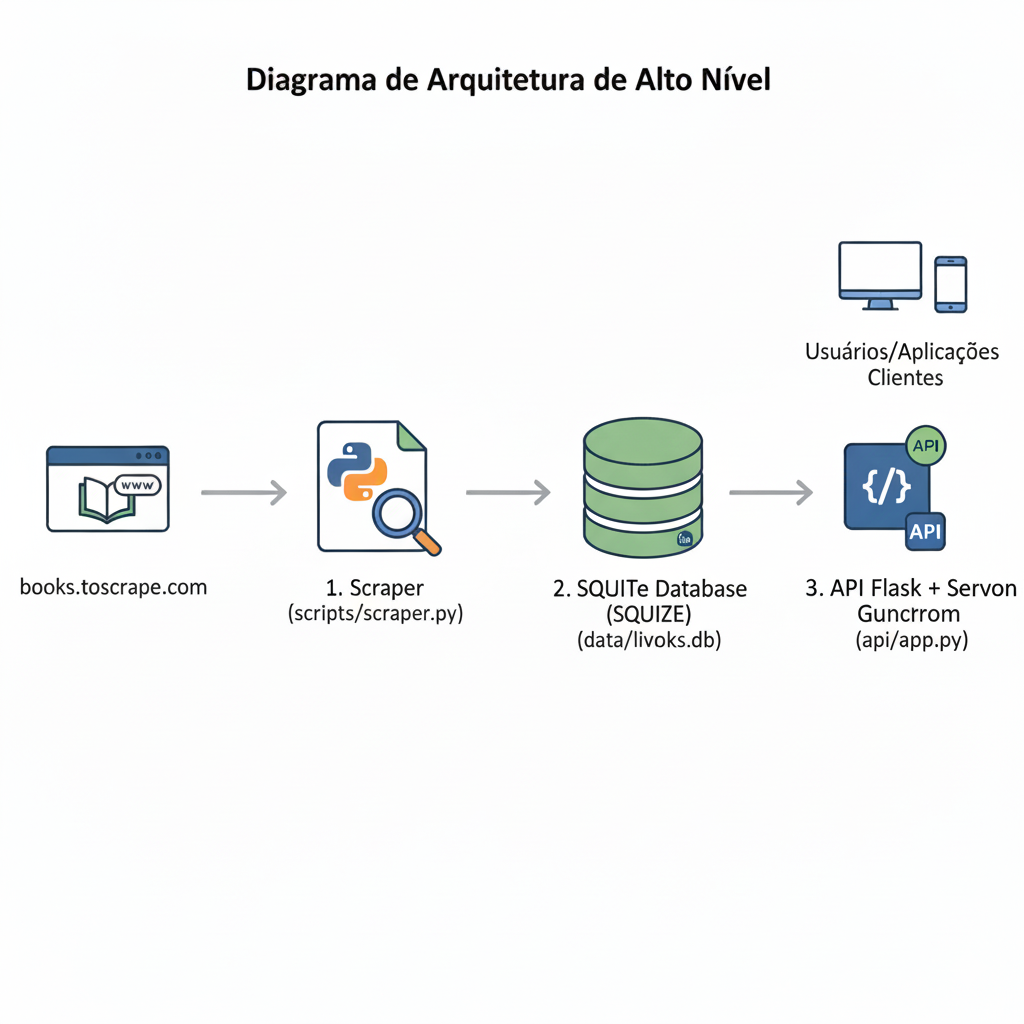 Diagrama de Arquitetura de Alto Nível
Usuários/Aplicações
Clientes
www
API
{/}
API
books.toscrape.com
1. Scraper
(scripts/scraper.py)
2. SQUITe Database
(SQUIZE)
(data/livoks.db)
3. API Flask + Servon
Guncrrom
(api/app.py)